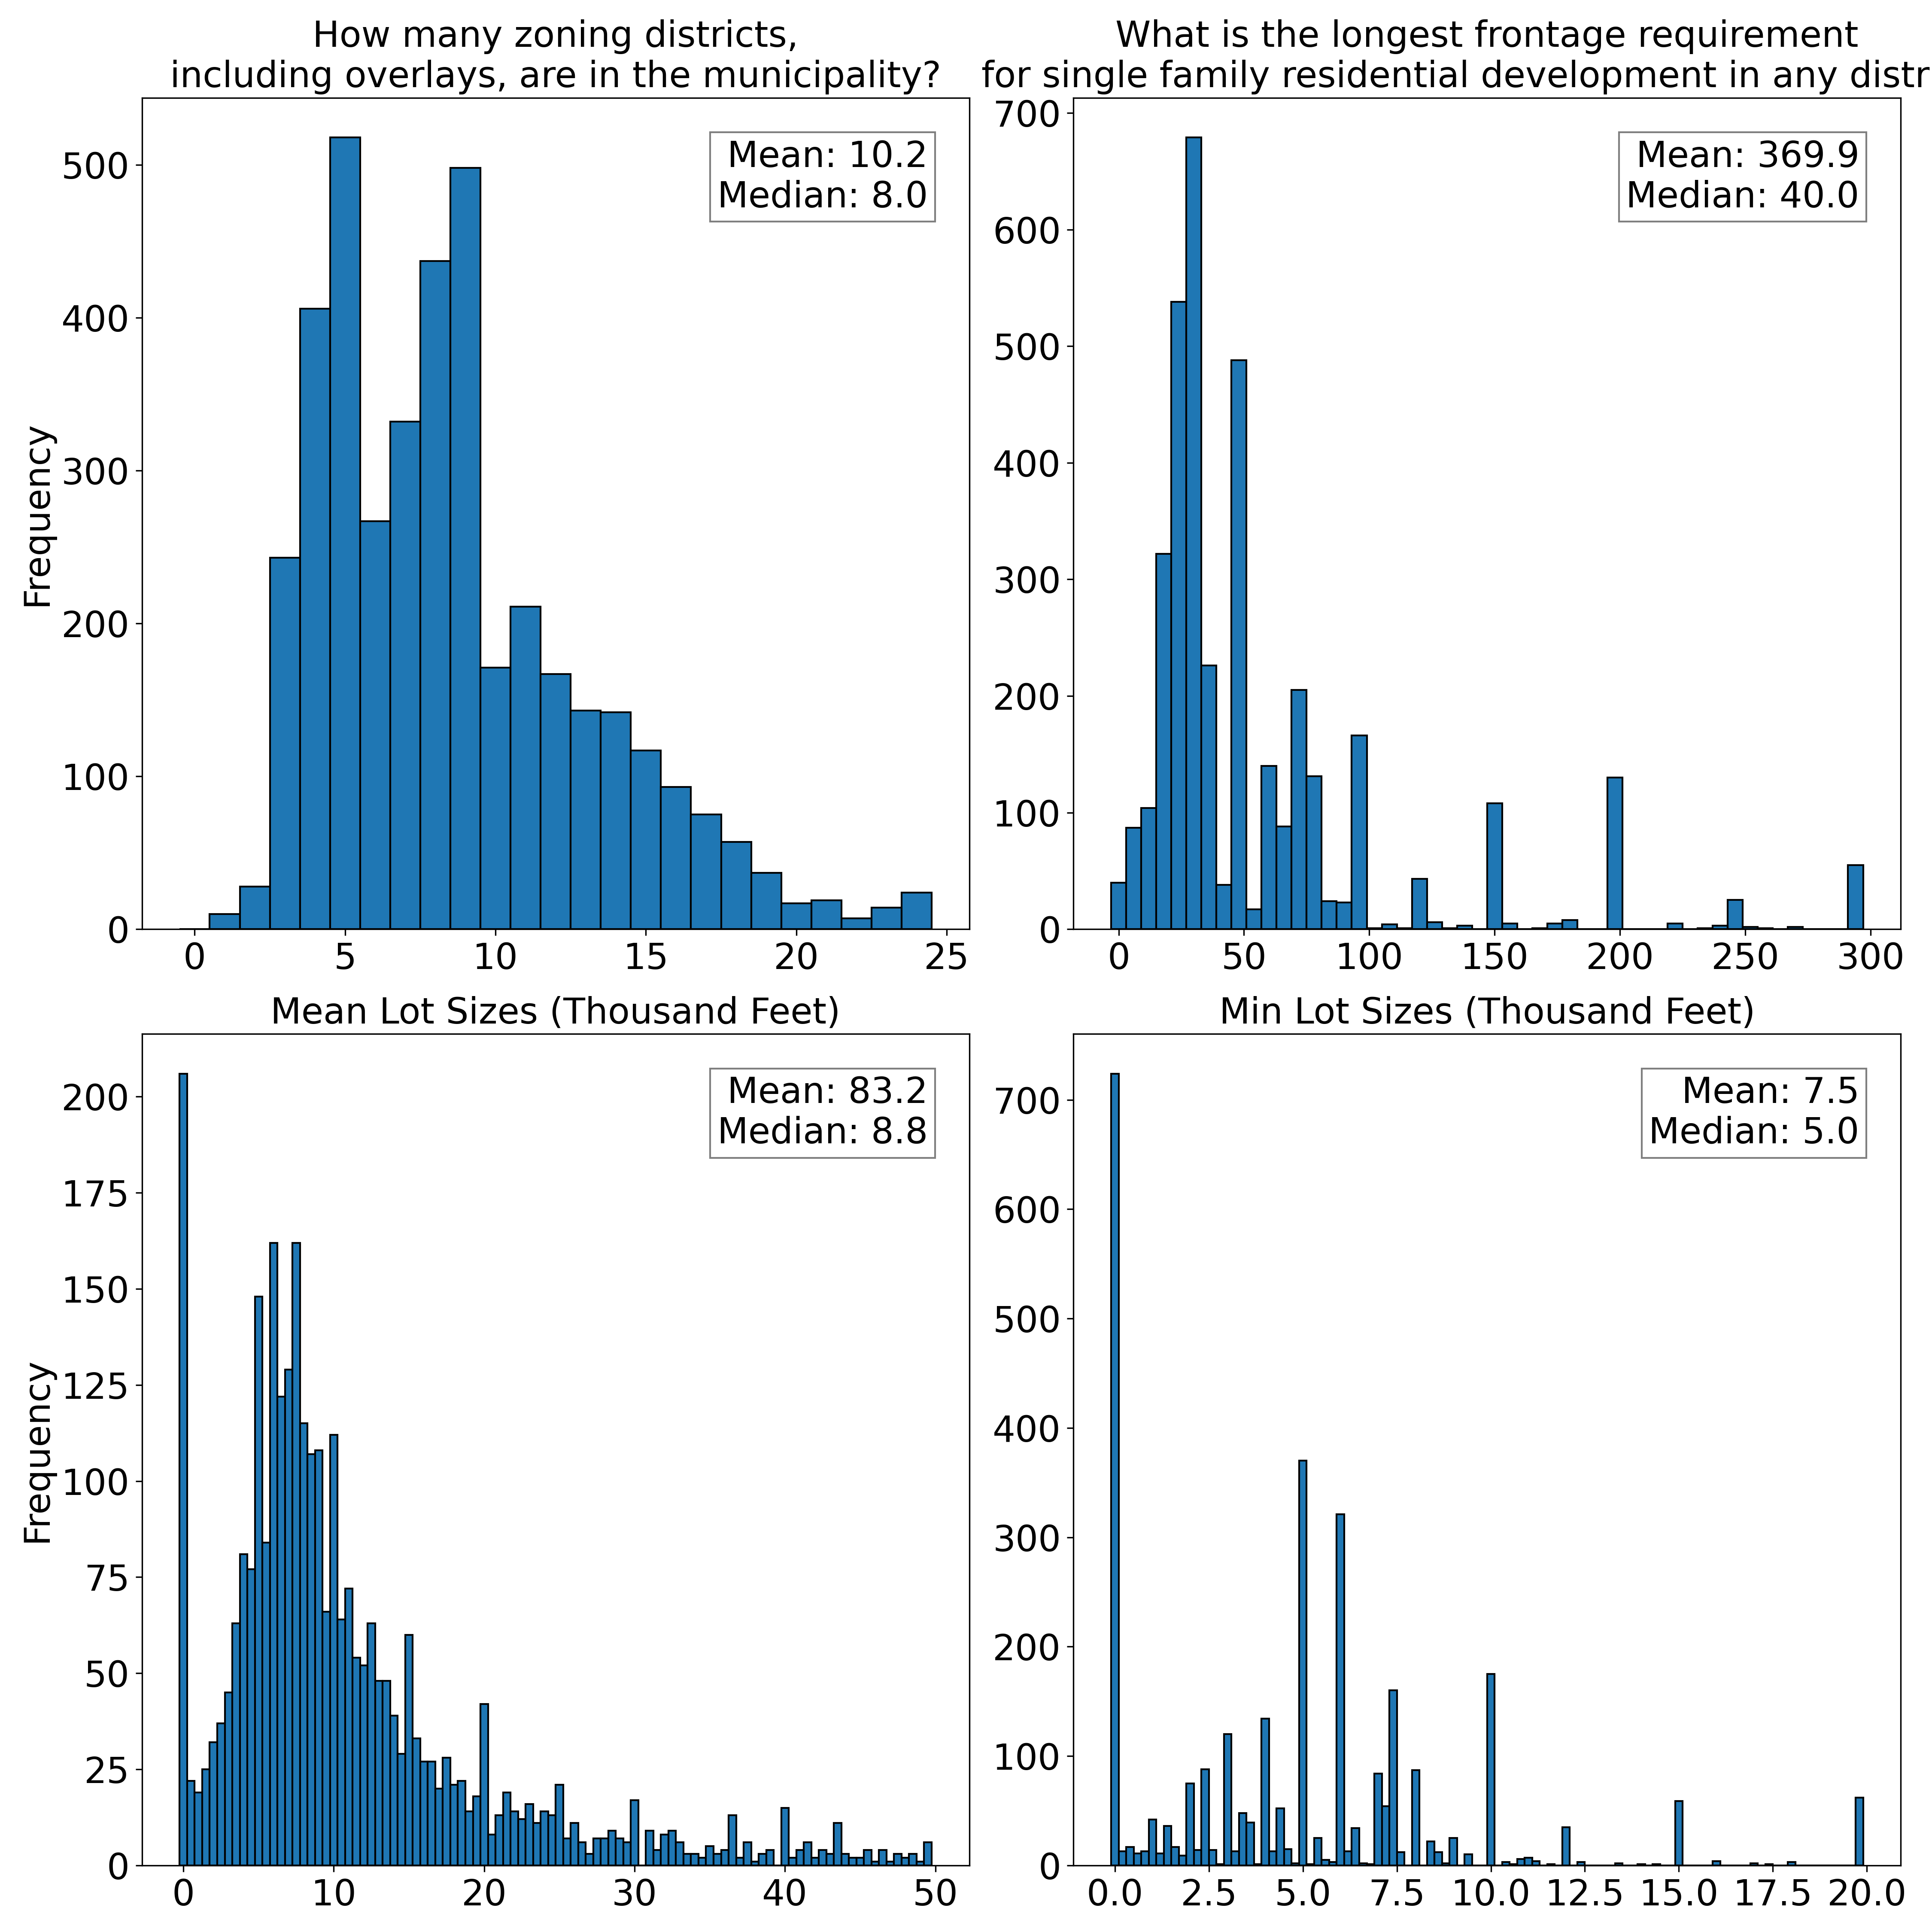 How many zoning districts,
including overlays, are in the municipality?
Mean: 10.2
Median: 8.0
Frequency
500
400
300
200
100
0
0 5 10 15 20 25
What is the longest frontage requirement
for single family residential development in any distr
Mean: 369.9
Median: 40.0
700
600
500
400
300
200
100
0
0 50 100 150 200 250 300
Mean Lot Sizes (Thousand Feet)
Mean: 83.2
Median: 8.8
Frequency
200
175
150
125
100
75
50
25
0
0 10 20 30 40 50
Min Lot Sizes (Thousand Feet)
Mean: 7.5
Median: 5.0
700
600
500
400
300
200
100
0
0.0 2.5 5.0 7.5 10.0 12.5 15.0 17.5 20.0